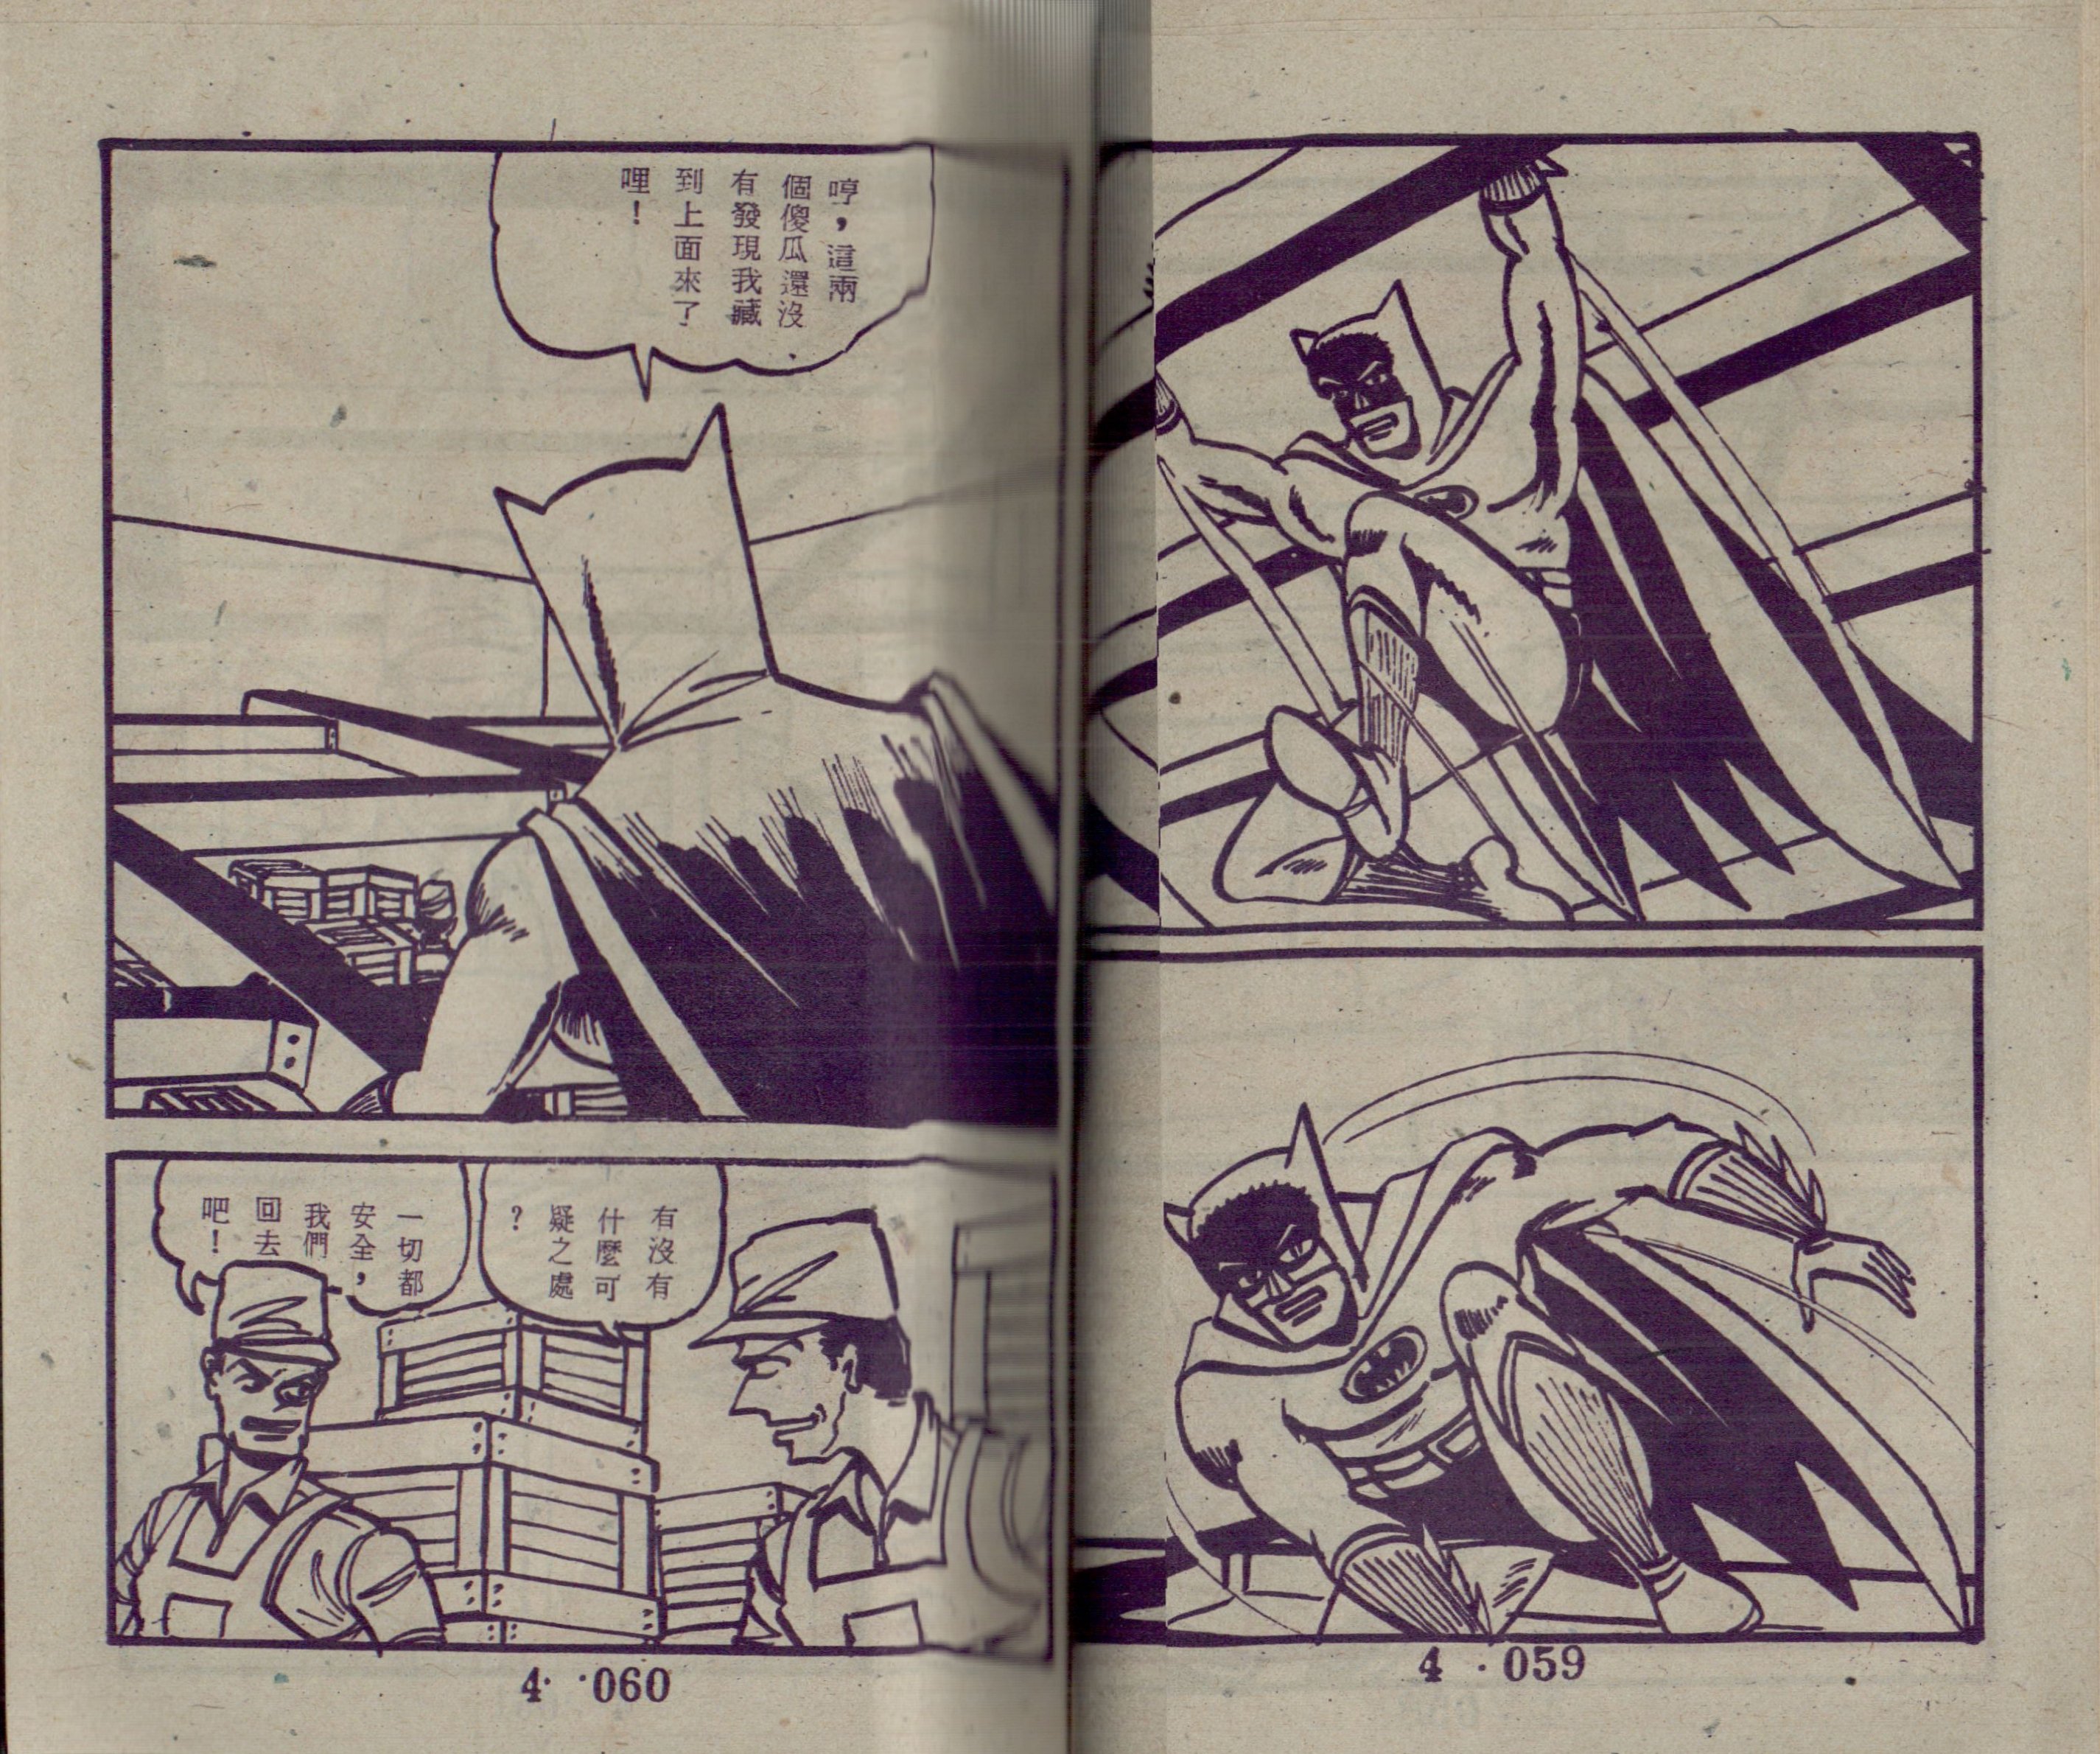 4・059
哼，這兩
個傻瓜還沒
有發現我藏
到上面來了
哩！
有沒有
什麼可
疑之處
？
一切都
安全，
我們
回去
吧！
4・・060